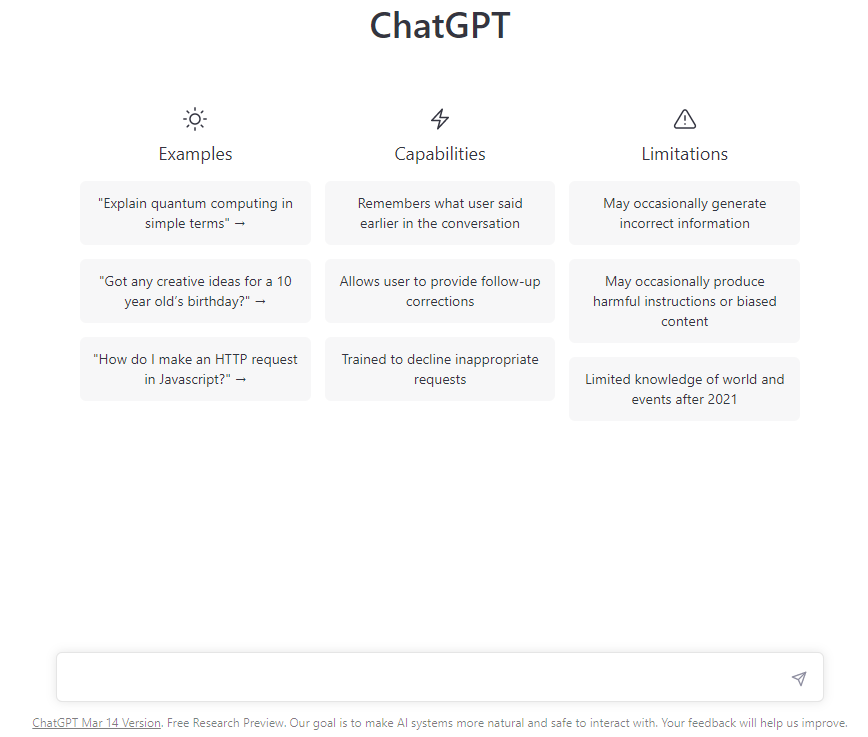 ChatGPT
Examples
"Explain quantum computing in
simple terms" →
"Got any creative ideas for a 10
year old’s birthday?" →
"How do I make an HTTP request
in Javascript?" →
Capabilities
Remembers what user said
earlier in the conversation
Allows user to provide follow-up
corrections
Trained to decline inappropriate
requests
Limitations
May occasionally generate
incorrect information
May occasionally produce
harmful instructions or biased
content
Limited knowledge of world and
events after 2021
ChatGPT Mar 14 Version. Free Research Preview. Our goal is to make AI systems more natural and safe to interact with. Your feedback will help us improve.